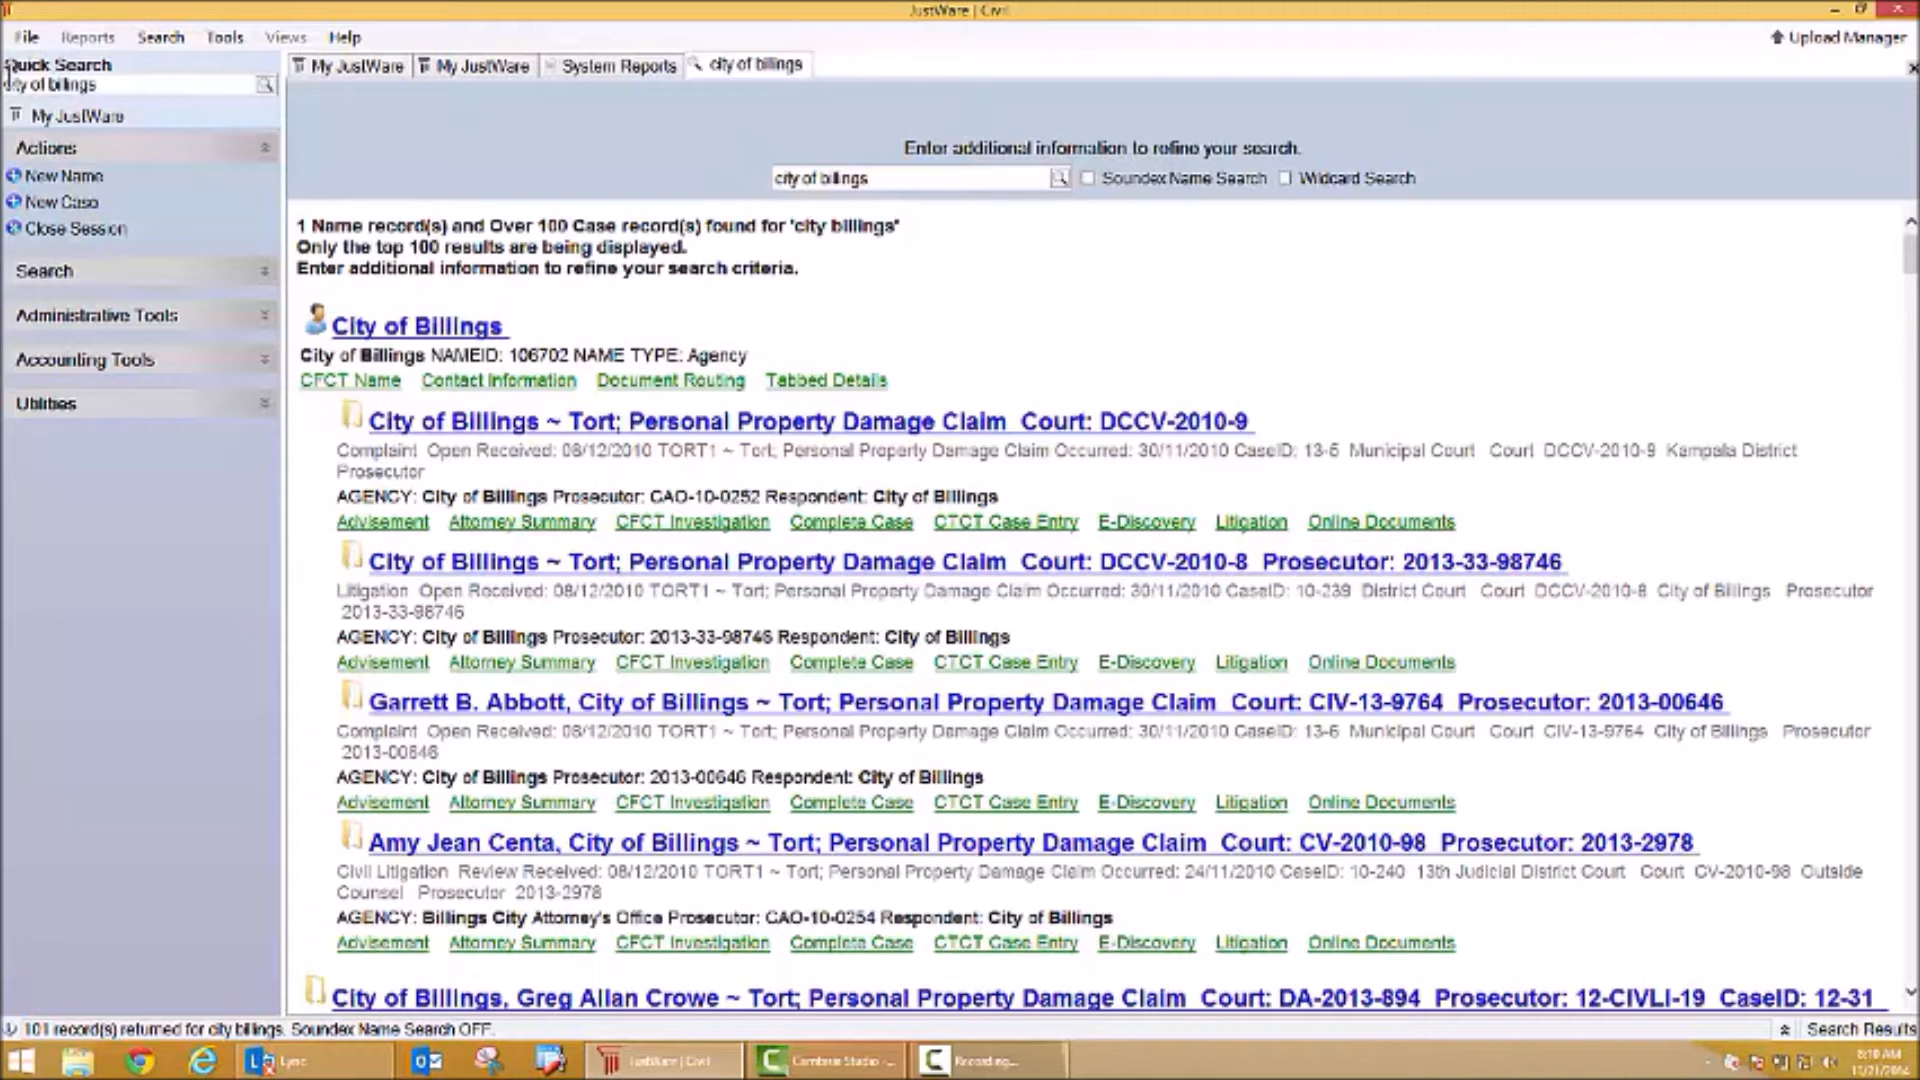 JustWare | Civil
File Reports Search Tools Views Help
Upload Manager
Quick Search
city of billings
My JustWare
Actions
New Name
New Case
Close Session
Search
Administrative Tools
Accounting Tools
Utilities
My JustWare My JustWare System Reports city of billings
Enter additional information to refine your search.
city of billings Soundex Name Search Wildcard Search
1 Name record(s) and Over 100 Case record(s) found for 'city billings'
Only the top 100 results are being displayed.
Enter additional information to refine your search criteria.
City of Billings
City of Billings NAMEID: 106702 NAME TYPE: Agency
CFCT Name Contact Information Document Routing Tabbed Details
City of Billings ~ Tort; Personal Property Damage Claim Court: DCCV-2010-9
Complaint Open Received: 08/12/2010 TORT1 ~ Tort; Personal Property Damage Claim Occurred: 30/11/2010 CaseID: 13-5 Municipal Court Court DCCV-2010-9 Kampala District
Prosecutor
AGENCY: City of Billings Prosecutor: CAO-10-0252 Respondent: City of Billings
Advisement Attorney Summary CFCT Investigation Complete Case CTCT Case Entry E-Discovery Litigation Online Documents
City of Billings ~ Tort; Personal Property Damage Claim Court: DCCV-2010-8 Prosecutor: 2013-33-98746
Litigation Open Received: 08/12/2010 TORT1 ~ Tort; Personal Property Damage Claim Occurred: 30/11/2010 CaseID: 10-239 District Court Court DCCV-2010-8 City of Billings Prosecutor
2013-33-98746
AGENCY: City of Billings Prosecutor: 2013-33-98746 Respondent: City of Billings
Advisement Attorney Summary CFCT Investigation Complete Case CTCT Case Entry E-Discovery Litigation Online Documents
Garrett B. Abbott, City of Billings ~ Tort; Personal Property Damage Claim Court: CIV-13-9764 Prosecutor: 2013-00646
Complaint Open Received: 08/12/2010 TORT1 ~ Tort; Personal Property Damage Claim Occurred: 30/11/2010 CaseID: 13-6 Municipal Court Court CIV-13-9764 City of Billings Prosecutor
2013-00646
AGENCY: City of Billings Prosecutor: 2013-00646 Respondent: City of Billings
Advisement Attorney Summary CFCT Investigation Complete Case CTCT Case Entry E-Discovery Litigation Online Documents
Amy Jean Centa, City of Billings ~ Tort; Personal Property Damage Claim Court: CV-2010-98 Prosecutor: 2013-2978
Civil Litigation Review Received: 08/12/2010 TORT1 ~ Tort; Personal Property Damage Claim Occurred: 24/11/2010 CaseID: 10-240 13th Judicial District Court Court CV-2010-98 Outside
Counsel Prosecutor 2013-2978
AGENCY: Billings City Attorney's Office Prosecutor: CAO-10-0254 Respondent: City of Billings
Advisement Attorney Summary CFCT Investigation Complete Case CTCT Case Entry E-Discovery Litigation Online Documents
City of Billings, Greg Allan Crowe ~ Tort; Personal Property Damage Claim Court: DA-2013-894 Prosecutor: 12-CIVLI-19 CaseID: 12-31
101 record(s) returned for city billings. Soundex Name Search OFF. Search Results
Lync JustWare | Civil Camtasia Studio - ... Recording...
8:10 AM